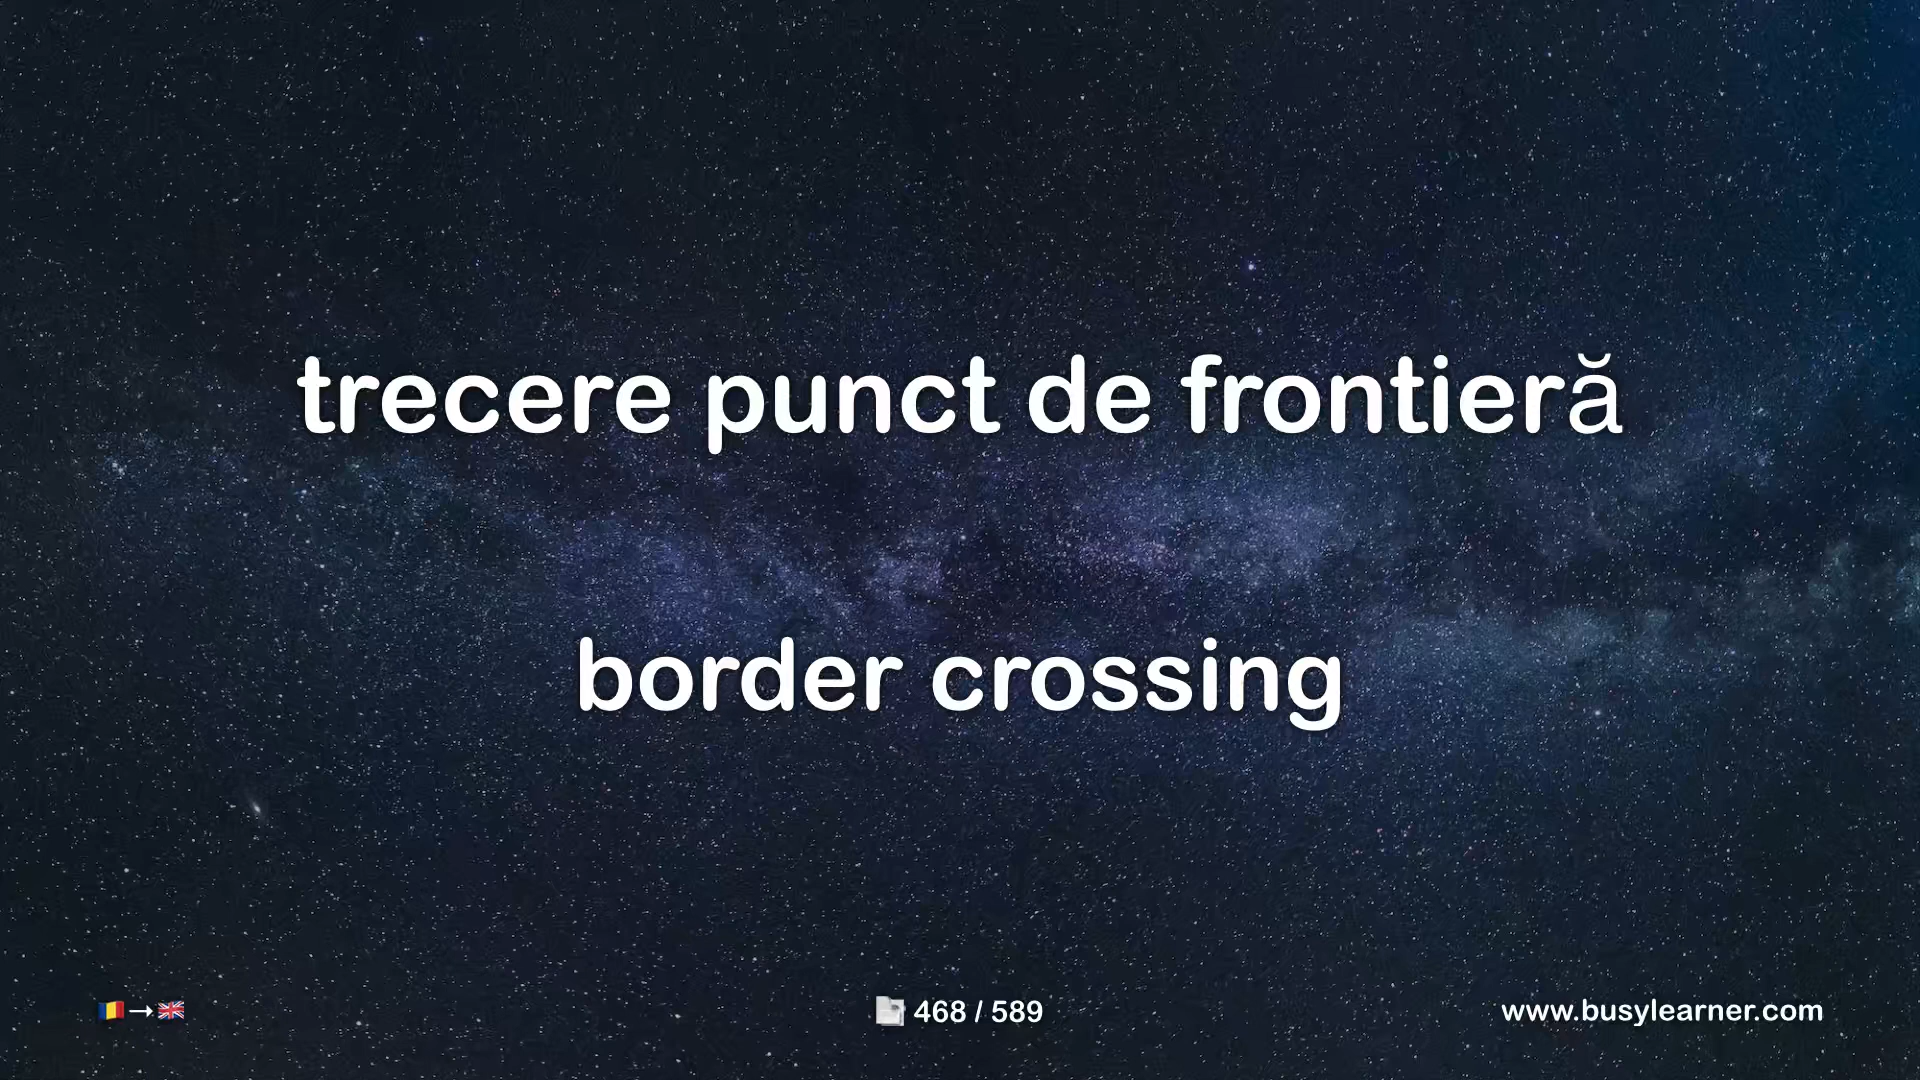 trecere punct de frontieră
border crossing
→
468 / 589
www.busylearner.com